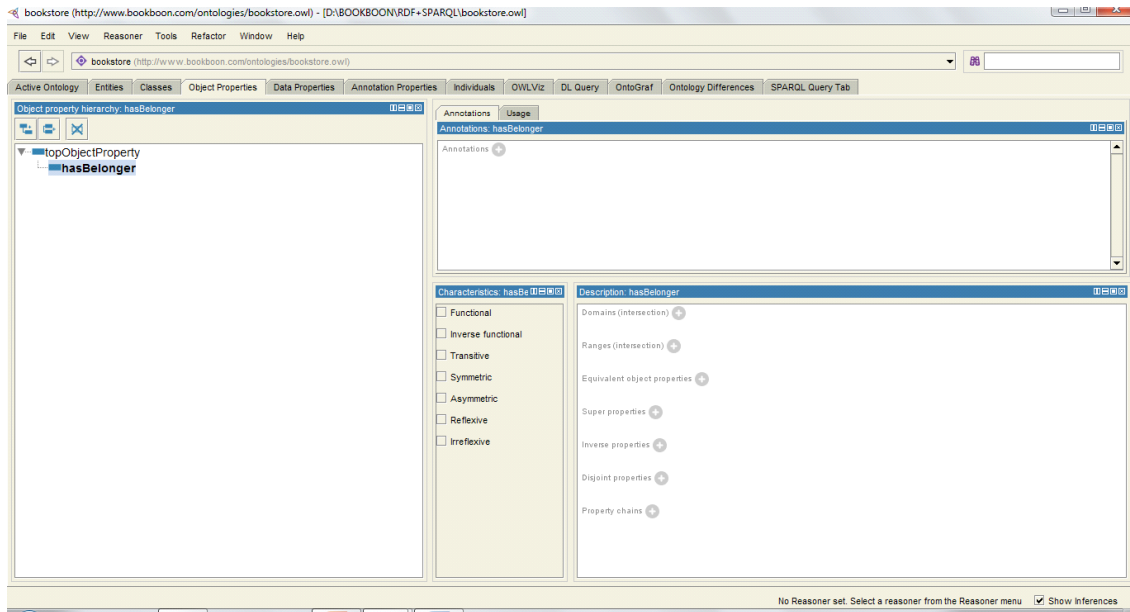 bookstore (http://www.bookboon.com/ontologies/bookstore.owl) - [D:\BOOKBOON\RDF+SPARQL\bookstore.owl]
File Edit View Reasoner Tools Refactor Window Help
bookstore (http://www.bookboon.com/ontologies/bookstore.owl)
Active Ontology Entities Classes Object Properties Data Properties Annotation Properties Individuals OWLViz DL Query OntoGraf Ontology Differences SPARQL Query Tab
Object property hierarchy: hasBelonger
topObjectProperty
hasBelonger
Annotations Usage
Annotations: hasBelonger
Annotations
Characteristics: hasBe
Functional
Inverse functional
Transitive
Symmetric
Asymmetric
Reflexive
Irreflexive
Description: hasBelonger
Domains (intersection)
Ranges (intersection)
Equivalent object properties
Super properties
Inverse properties
Disjoint properties
Property chains
No Reasoner set. Select a reasoner from the Reasoner menu Show Inferences